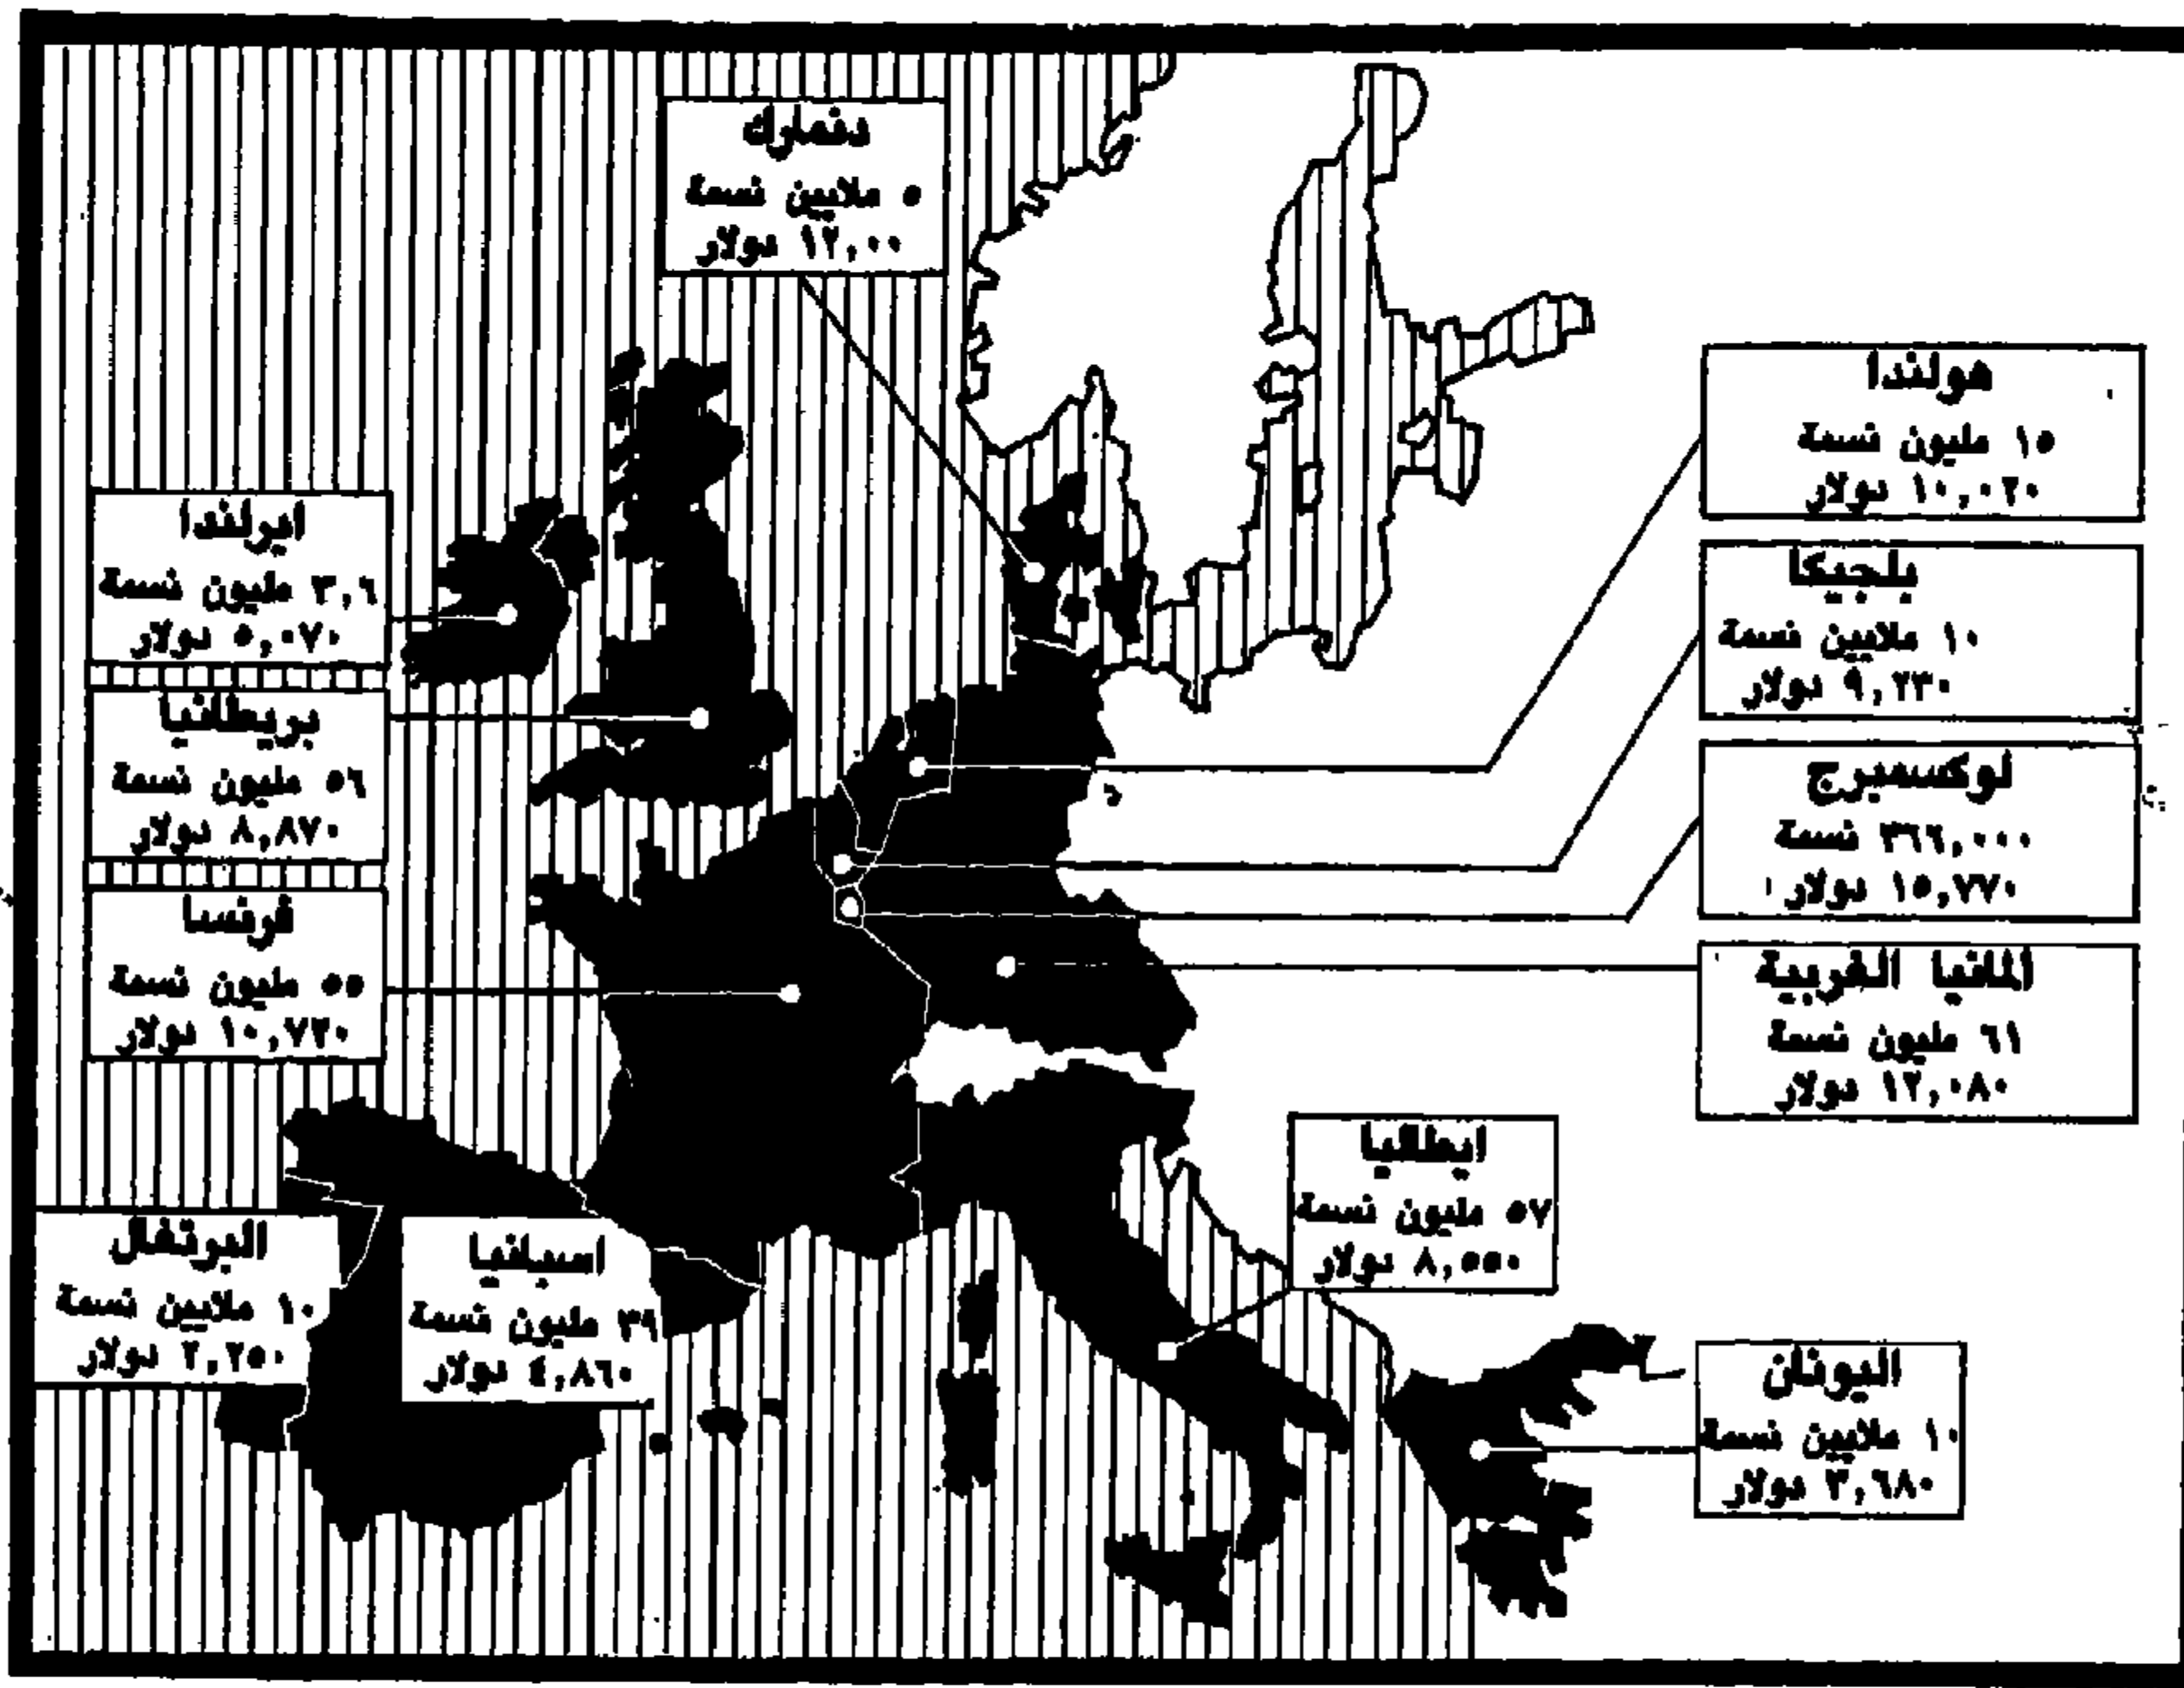 دنمارك
٥ ملايين نسمة
١٢,٠٠ دولار
هولندا
١٥ مليون نسمة
١٠,٠٢٠ دولار
بلجيكا
١٠ ملايين نسمة
٩,٢٣٠ دولار
لوكسمبرج
٣٦٦,٠٠٠ نسمة
١٥,٧٧٠ دولار
المانيا الغربية
٦١ مليون نسمة
١٢,٠٨٠ دولار
ايرلندا
٣,٦ مليون نسمة
٥,٠٧٠ دولار
بريطانيا
٥٦ مليون نسمة
٨,٨٧٠ دولار
فرنسا
٥٥ مليون نسمة
١٠,٧٢٠ دولار
ايطاليا
٥٧ مليون نسمة
٨,٥٥٠ دولار
اسبانيا
٣٩ مليون نسمة
٤,٨٦٠ دولار
البرتغال
١٠ ملايين نسمة
٢,٢٥٠ دولار
اليونان
١٠ ملايين نسمة
٣,٦٨٠ دولار